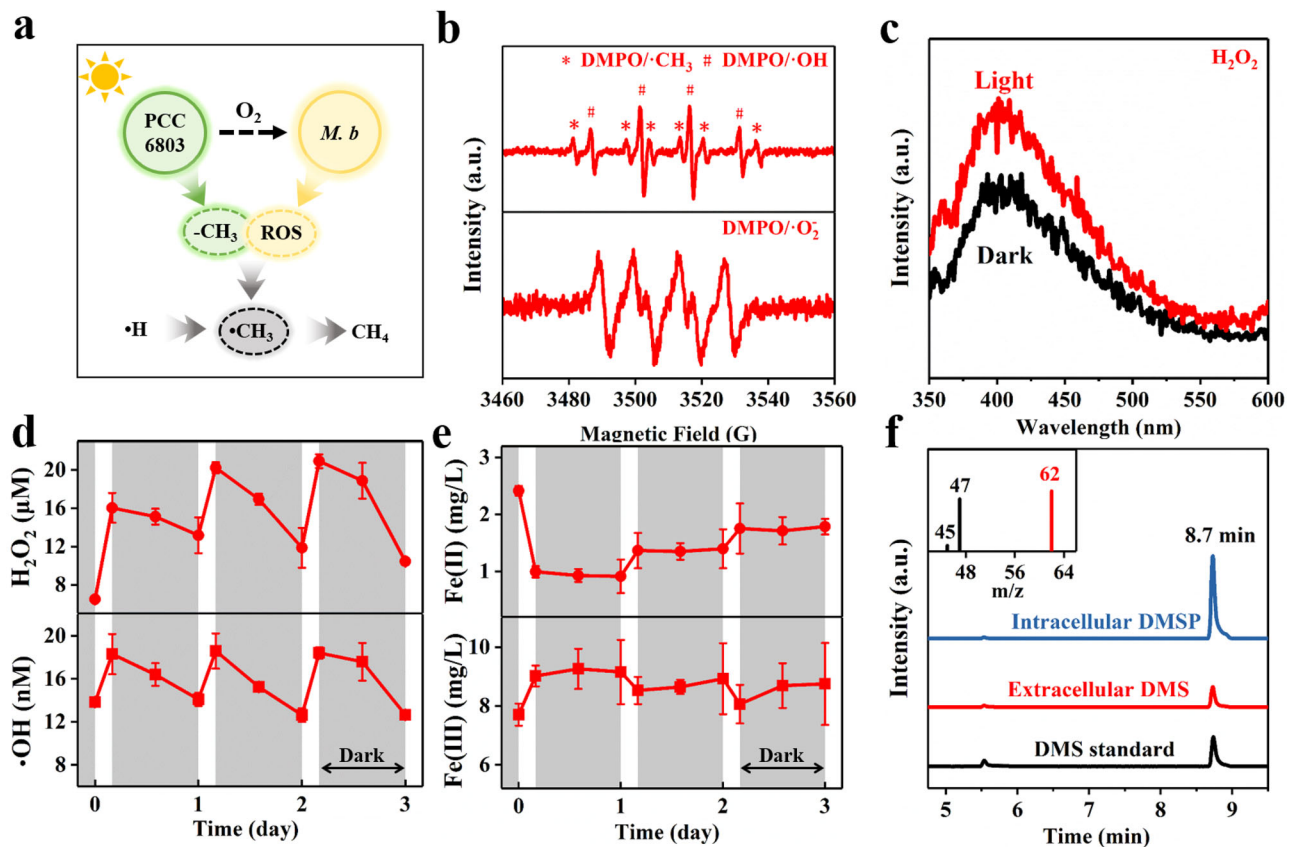 a
PCC
6803
O₂
M. b
-CH₃
ROS
•H
•CH₃
CH₄
b
* DMPO/·CH₃ # DMPO/·OH
# #
# #
* * * * * *
DMPO/·O₂⁻
Intensity (a.u.)
3460 3480 3500 3520 3540 3560
Magnetic Field (G)
c
H₂O₂
Light
Dark
Intensity (a.u.)
350 400 450 500 550 600
Wavelength (nm)
d
H₂O₂ (μM)
20
16
12
8
•OH (nM)
20
16
12
8
Dark
0 1 2 3
Time (day)
e
Fe(II) (mg/L)
3
2
1
Fe(III) (mg/L)
10
8
6
Dark
0 1 2 3
Time (day)
f
47
62
45
48 56 64
m/z
8.7 min
Intracellular DMSP
Extracellular DMS
DMS standard
Intensity (a.u.)
5 6 7 8 9
Time (min)